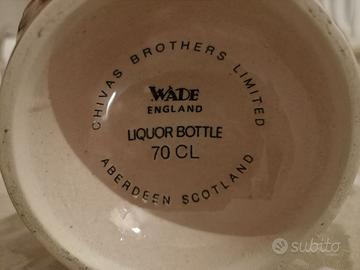 CHIVAS BROTHERS LIMITED
WADE
ENGLAND
LIQUOR BOTTLE
70 CL
ABERDEEN SCOTLAND
subito